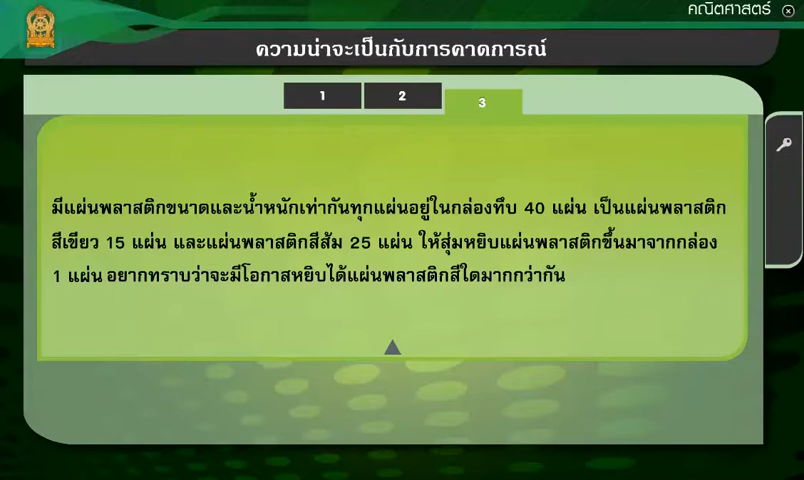 คณิตศาสตร์
ความน่าจะเป็นกับการคาดการณ์
1 2 3
มีแผ่นพลาสติกขนาดและน้ำหนักเท่ากันทุกแผ่นอยู่ในกล่องทึบ 40 แผ่น เป็นแผ่นพลาสติก
สีเขียว 15 แผ่น และแผ่นพลาสติกสีส้ม 25 แผ่น ให้สุ่มหยิบแผ่นพลาสติกขึ้นมาจากกล่อง
1 แผ่น อยากทราบว่าจะมีโอกาสหยิบได้แผ่นพลาสติกสีใดมากกว่ากัน